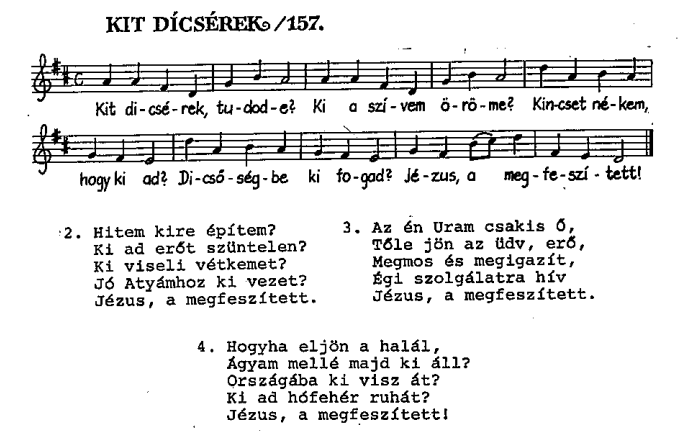 KIT DÍCSÉREK /157.
Kit di-csé-rek, tu-dod-e? Ki a szí-vem ö-rö-me? Kin-cset né-kem,
hogy ki ad? Di-cső-ség-be ki fo-gad? Jé-zus, a meg-fe-szí-tett!
2. Hitem kire építem?
Ki ad erőt szüntelen?
Ki viseli vétkemet?
Jó Atyámhoz ki vezet?
Jézus, a megfeszített.
3. Az én Uram csakis Ő,
Tőle jön az üdv, erő,
Megmos és megigazít,
Égi szolgálatra hív
Jézus, a megfeszített.
4. Hogyha eljön a halál,
Ágyam mellé majd ki áll?
Országába ki visz át?
Ki ad hófehér ruhát?
Jézus, a megfeszített!